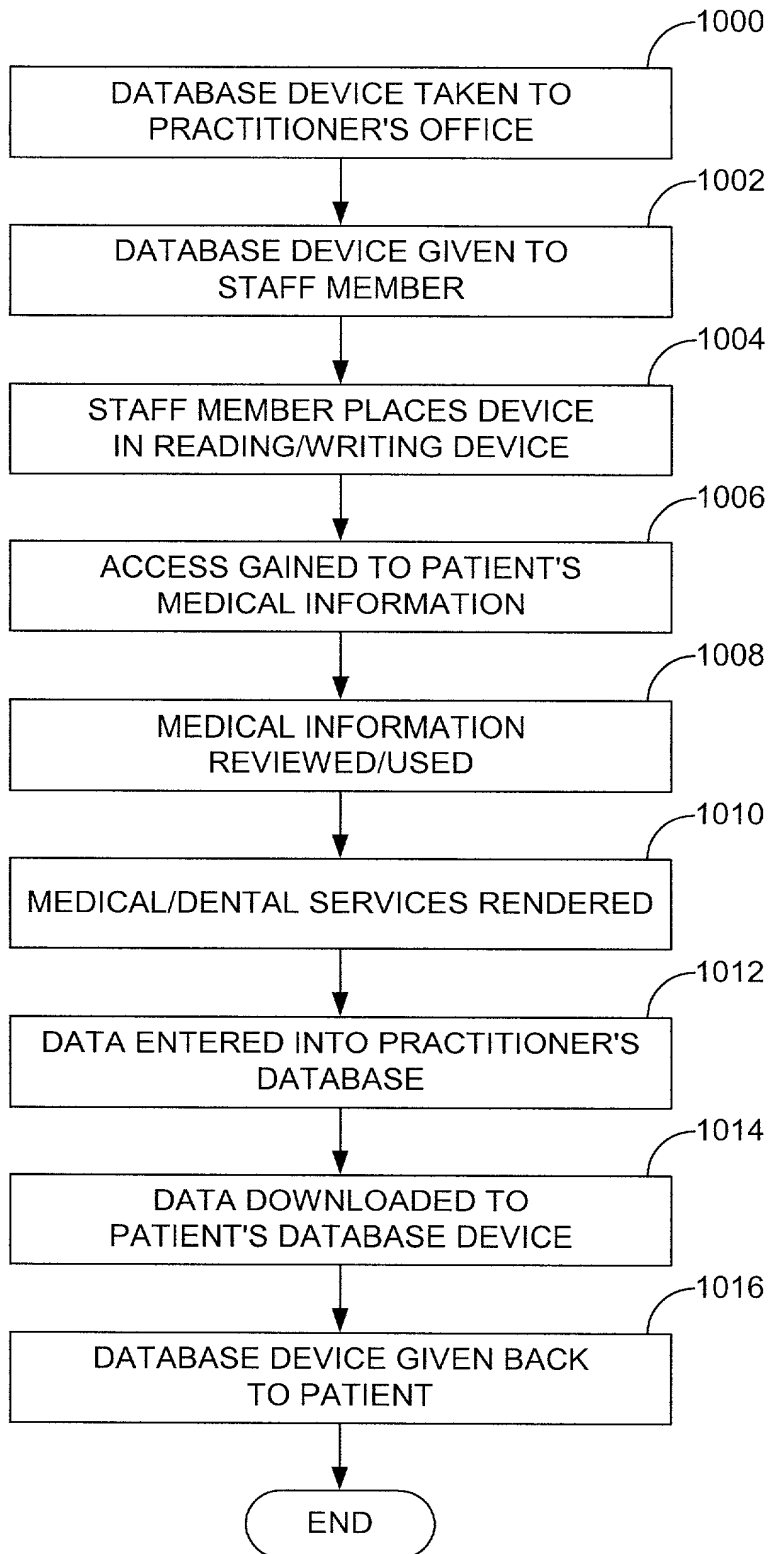 1000
DATABASE DEVICE TAKEN TO
PRACTITIONER'S OFFICE
1002
DATABASE DEVICE GIVEN TO
STAFF MEMBER
1004
STAFF MEMBER PLACES DEVICE
IN READING/WRITING DEVICE
1006
ACCESS GAINED TO PATIENT'S
MEDICAL INFORMATION
1008
MEDICAL INFORMATION
REVIEWED/USED
1010
MEDICAL/DENTAL SERVICES RENDERED
1012
DATA ENTERED INTO PRACTITIONER'S
DATABASE
1014
DATA DOWNLOADED TO
PATIENT'S DATABASE DEVICE
1016
DATABASE DEVICE GIVEN BACK
TO PATIENT
END